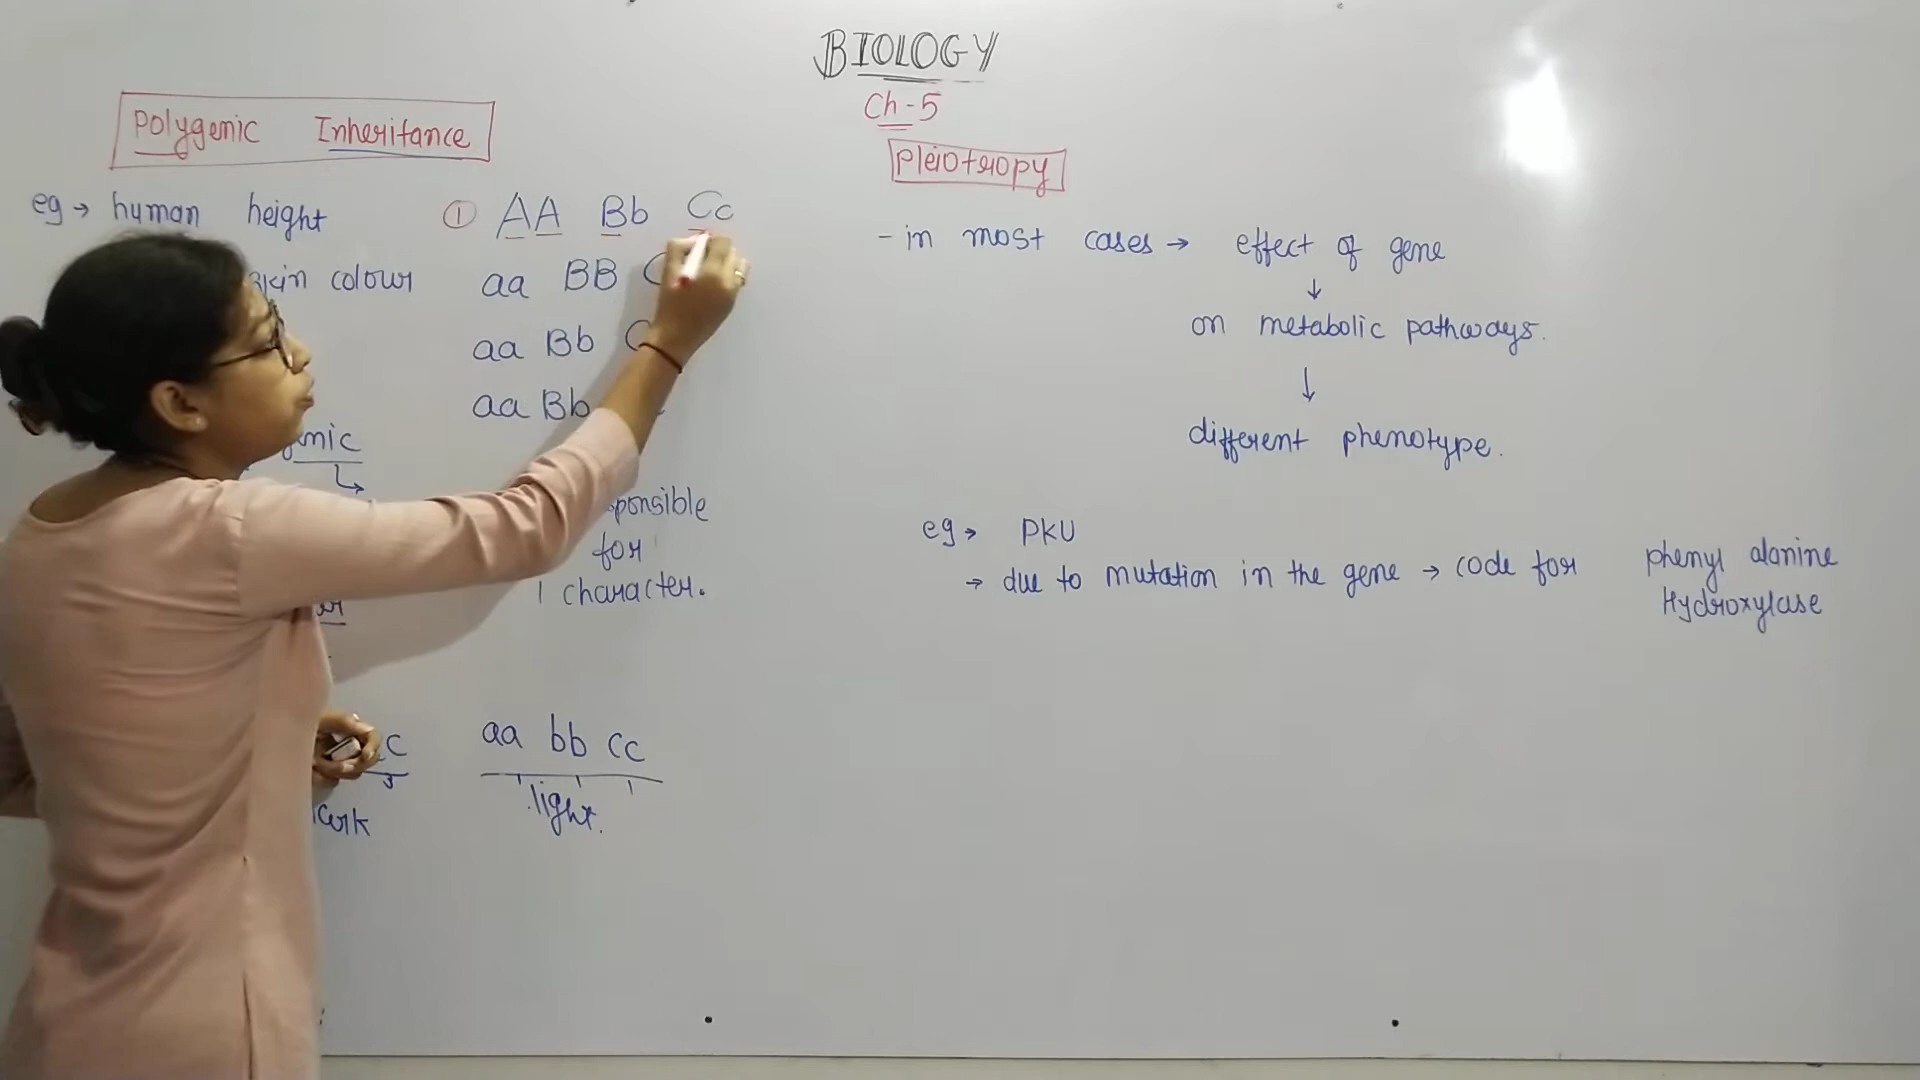 BIOLOGY
Ch-5
Polygenic Inheritance
eg → human height
skin colour
① AA Bb Cc
aa BB
aa Bb
aa Bb
1 character.
for
aa bb cc
light.
Pleiotropy
- in most cases → effect of gene
↓
on metabolic pathways.
↓
different phenotype.
eg → PKU
→ due to mutation in the gene → code for phenyl alanine
Hydroxylase